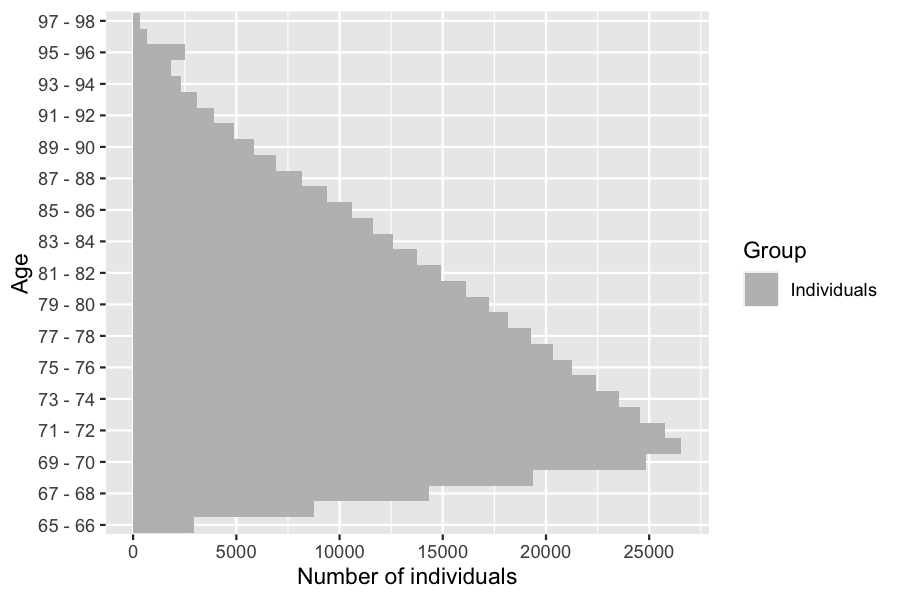 97 - 98
95 - 96
93 - 94
91 - 92
89 - 90
87 - 88
85 - 86
83 - 84
81 - 82
79 - 80
77 - 78
75 - 76
73 - 74
71 - 72
69 - 70
67 - 68
65 - 66
Age
0 5000 10000 15000 20000 25000
Number of individuals
Group
Individuals